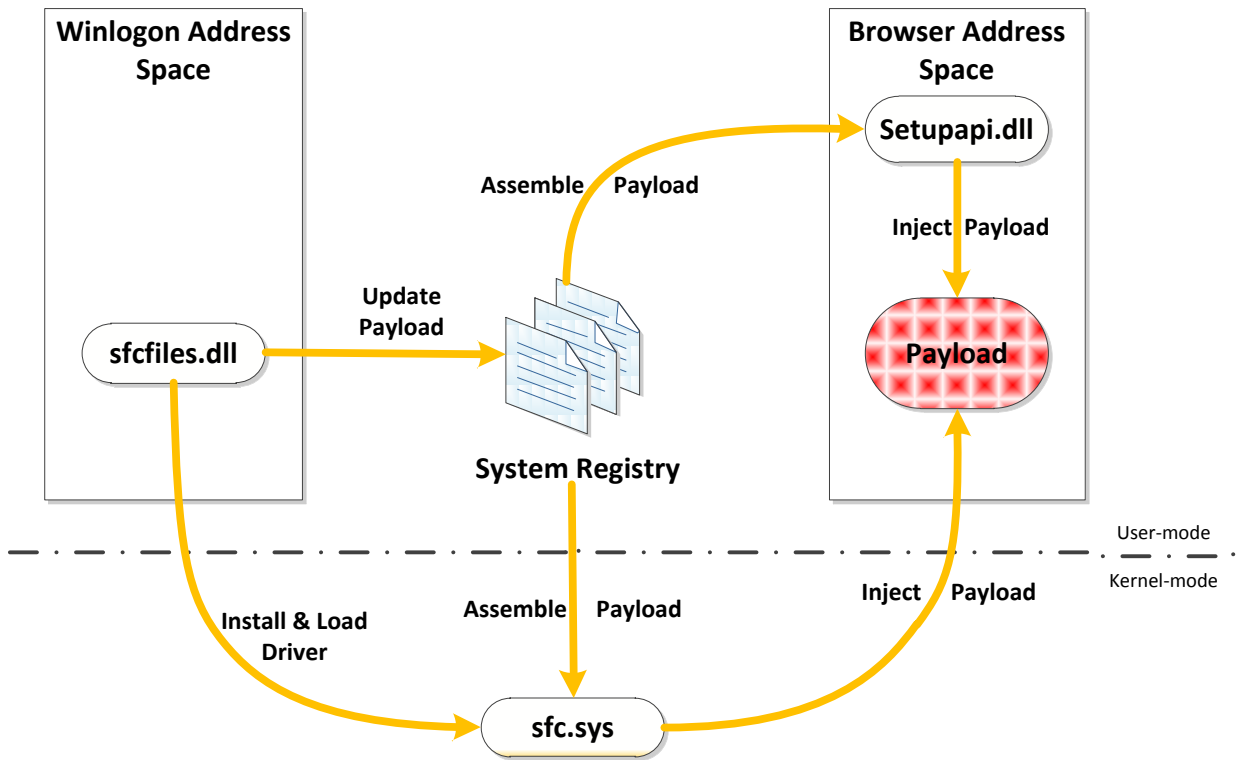 Winlogon Address
Space
Browser Address
Space
Setupapi.dll
Assemble Payload
Inject Payload
Update
Payload
sfcfiles.dll
Payload
System Registry
User-mode
Kernel-mode
Assemble Payload
Inject Payload
Install & Load
Driver
sfc.sys